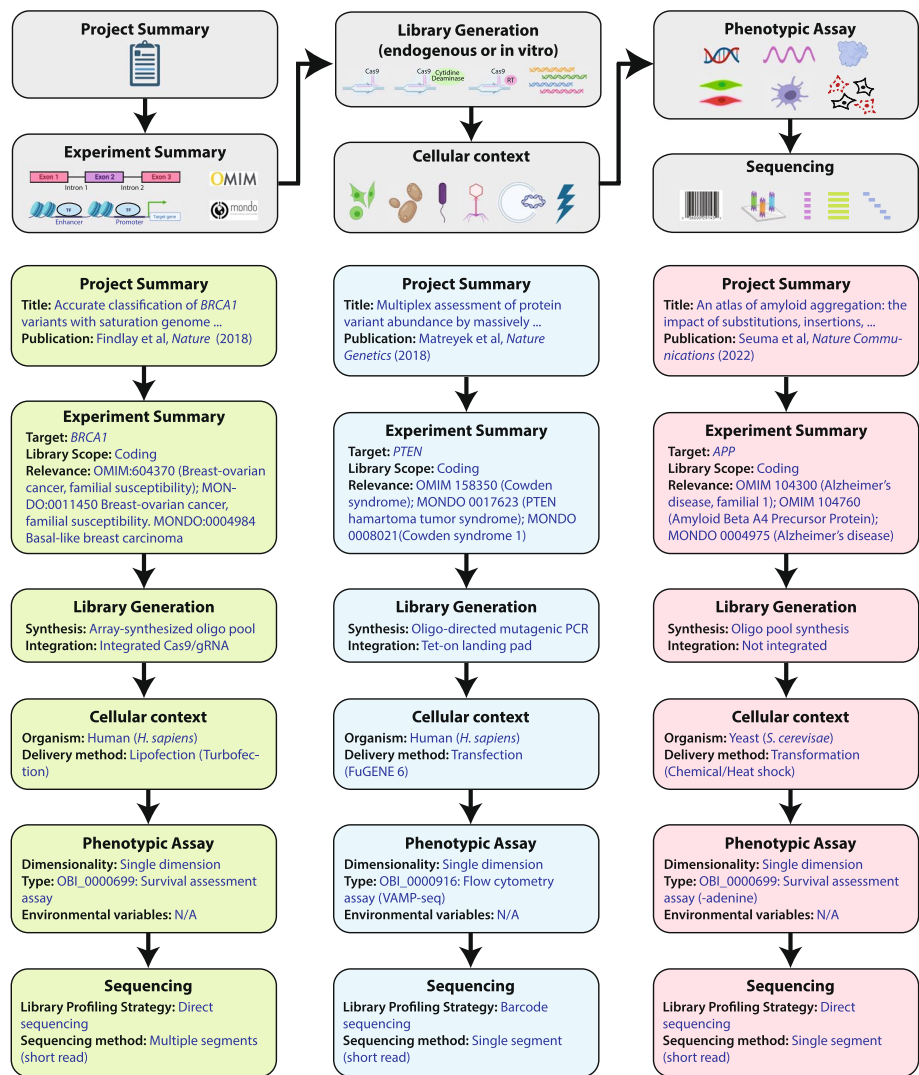 Project Summary
Experiment Summary
Exon 1
Exon 2
Exon 3
Intron 1
Intron 2
OMIM
TF
TF
Enhancer
Promoter
Target gene
mondo
Library Generation
(endogenous or in vitro)
Cas9
Cas9
Cytidine
Deaminase
Cas9
RT
Cellular context
Phenotypic Assay
Sequencing
Project Summary
Title: Accurate classification of BRCA1
variants with saturation genome ...
Publication: Findlay et al, Nature (2018)
Experiment Summary
Target: BRCA1
Library Scope: Coding
Relevance: OMIM:604370 (Breast-ovarian
cancer, familial susceptibility); MON-
DO:0011450 Breast-ovarian cancer,
familial susceptibility. MONDO:0004984
Basal-like breast carcinoma
Library Generation
Synthesis: Array-synthesized oligo pool
Integration: Integrated Cas9/gRNA
Cellular context
Organism: Human (H. sapiens)
Delivery method: Lipofection (Turbofec-
tion)
Phenotypic Assay
Dimensionality: Single dimension
Type: OBI_0000699: Survival assessment
assay
Environmental variables: N/A
Sequencing
Library Profiling Strategy: Direct
sequencing
Sequencing method: Multiple segments
(short read)
Project Summary
Title: Multiplex assessment of protein
variant abundance by massively ...
Publication: Matreyek et al, Nature
Genetics (2018)
Experiment Summary
Target: PTEN
Library Scope: Coding
Relevance: OMIM 158350 (Cowden
syndrome); MONDO 0017623 (PTEN
hamartoma tumor syndrome); MONDO
0008021(Cowden syndrome 1)
Library Generation
Synthesis: Oligo-directed mutagenic PCR
Integration: Tet-on landing pad
Cellular context
Organism: Human (H. sapiens)
Delivery method: Transfection
(FuGENE 6)
Phenotypic Assay
Dimensionality: Single dimension
Type: OBI_0000916: Flow cytometry
assay (VAMP-seq)
Environmental variables: N/A
Sequencing
Library Profiling Strategy: Barcode
sequencing
Sequencing method: Single segment
(short read)
Project Summary
Title: An atlas of amyloid aggregation: the
impact of substitutions, insertions, ...
Publication: Seuma et al, Nature Commu-
nications (2022)
Experiment Summary
Target: APP
Library Scope: Coding
Relevance: OMIM 104300 (Alzheimer's
disease, familial 1); OMIM 104760
(Amyloid Beta A4 Precursor Protein);
MONDO 0004975 (Alzheimer's disease)
Library Generation
Synthesis: Oligo pool synthesis
Integration: Not integrated
Cellular context
Organism: Yeast (S. cerevisae)
Delivery method: Transformation
(Chemical/Heat shock)
Phenotypic Assay
Dimensionality: Single dimension
Type: OBI_0000699: Survival assessment
assay (-adenine)
Environmental variables: N/A
Sequencing
Library Profiling Strategy: Direct
sequencing
Sequencing method: Single segment
(short read)